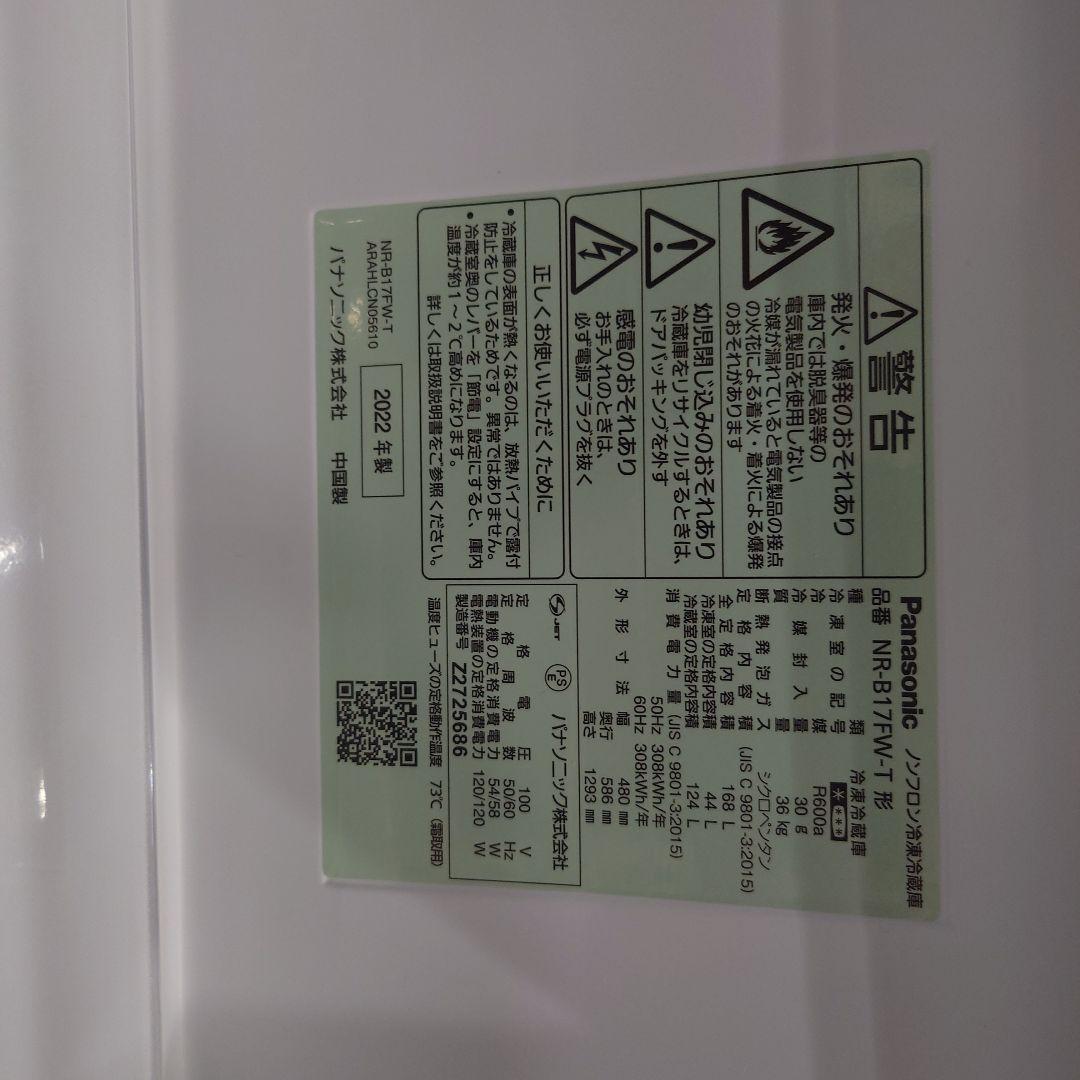 警告
発火・爆発のおそれあり
庫内では脱臭器等の
電気製品を使用しない
冷媒が漏れていると電気製品の接点
の火花による着火・着火による爆発
のおそれがあります
幼児閉じ込みのおそれあり
冷蔵庫をリサイクルするときは、
ドアパッキングを外す
感電のおそれあり
お手入れのときは、
必ず電源プラグを抜く
正しくお使いいただくために
• 冷蔵庫の表面が熱くなるのは、放熱パイプで露付
防止をしているためです。異常ではありません。
• 冷蔵室奥のレバーを「節電」設定にすると、庫内
温度が約1～2℃高めになります。
詳しくは取扱説明書をご参照ください。
NR-B17FW-T
ARAHLCN05610
2022 年製
パナソニック株式会社 中国製
Panasonic ノンフロン冷凍冷蔵庫
品番 NR-B17FW-T 形
種類 冷凍冷蔵庫
冷凍室の記号 ****
冷媒 R600a
冷媒封入量 30 g
質量 36 kg
断熱発泡ガス シクロペンタン
定格内容積 (JIS C 9801-3:2015)
全定格内容積 168 L
冷凍室の定格内容積 44 L
冷蔵室の定格内容積 124 L
消費電力量 (JIS C 9801-3:2015)
50Hz 308kWh/年
60Hz 308kWh/年
外形寸法 幅 480 mm
奥行 586 mm
高さ 1293 mm
JET PS E パナソニック株式会社
定格電圧 100 V
定格周波数 50/60 Hz
電動機の定格消費電力 54/58 W
電熱装置の定格消費電力 120/120 W
製造番号 Z2725686
温度ヒューズの定格動作温度 73℃ (霜取用)